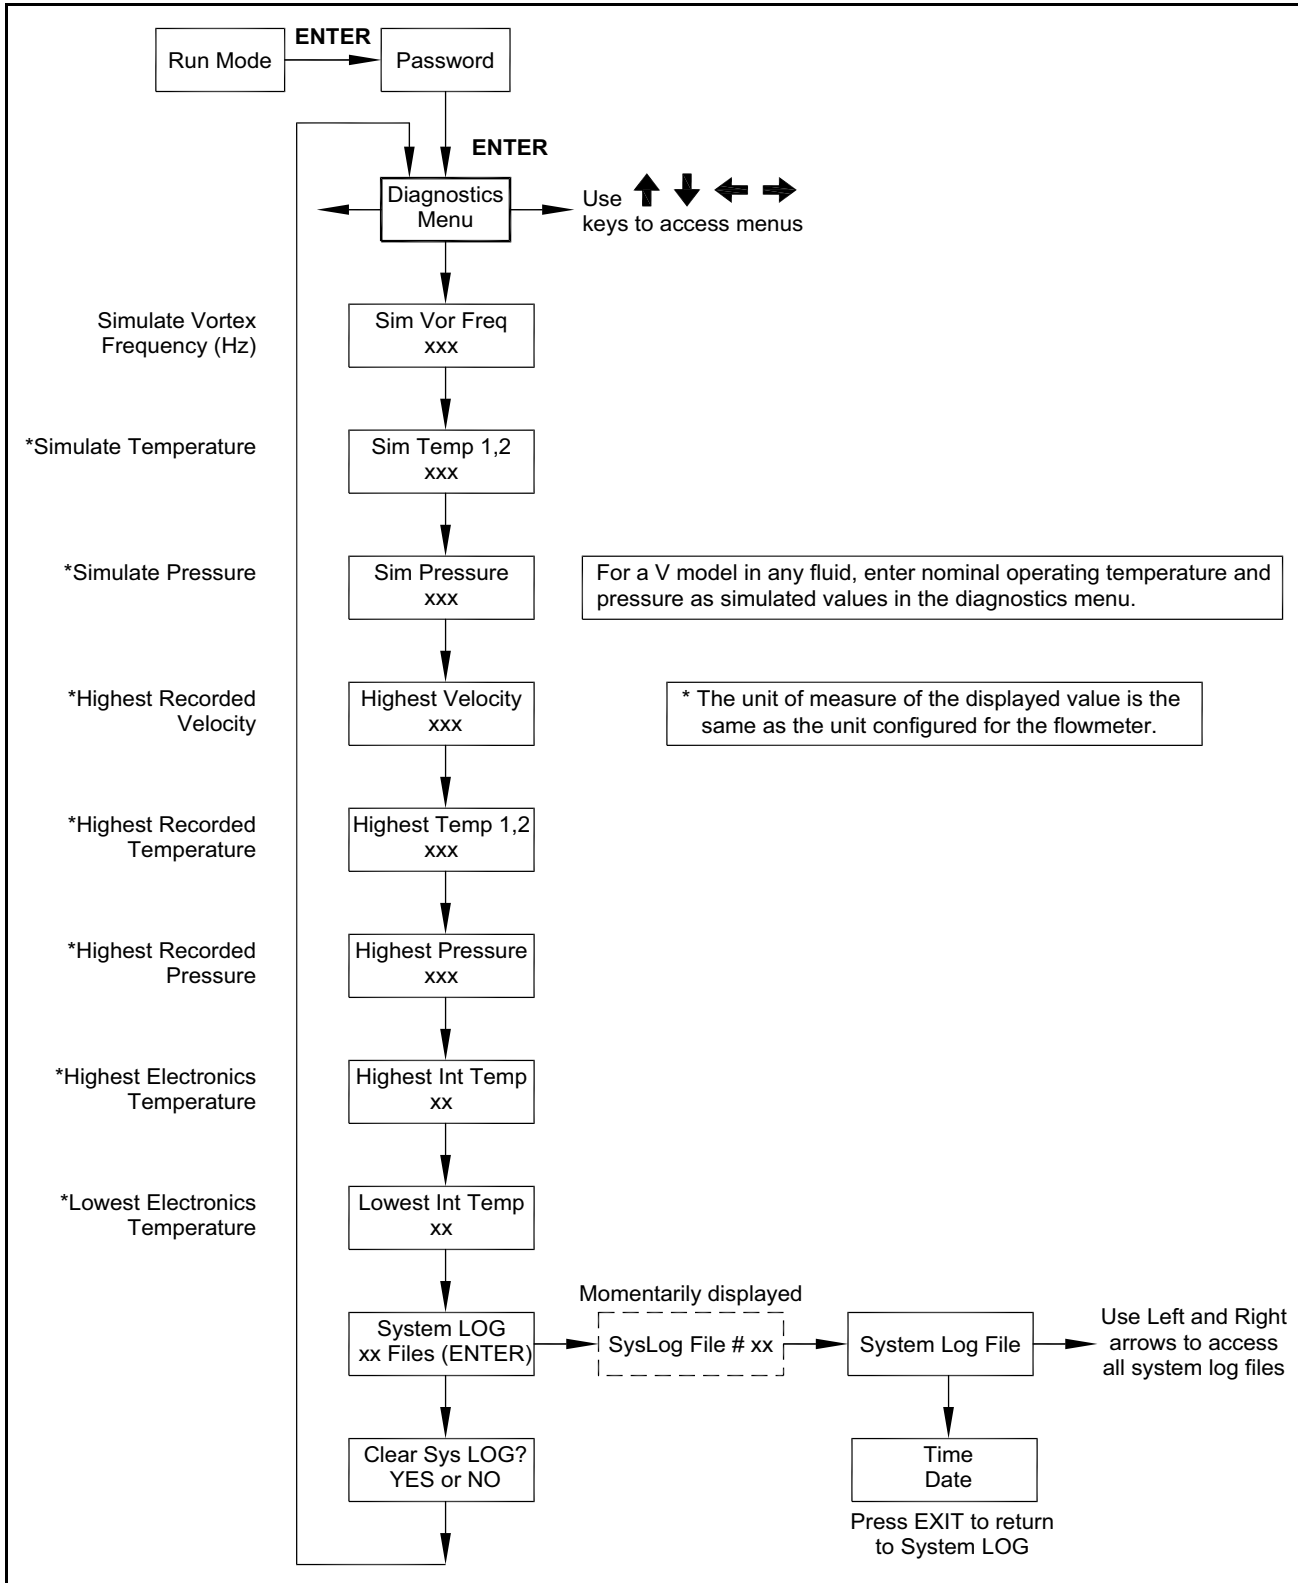 ENTER
Run Mode
Password
ENTER
Diagnostics
Menu
Use
keys to access menus
Simulate Vortex
Frequency (Hz)
Sim Vor Freq
xxx
*Simulate Temperature
Sim Temp 1,2
xxx
*Simulate Pressure
Sim Pressure
xxx
For a V model in any fluid, enter nominal operating temperature and
pressure as simulated values in the diagnostics menu.
*Highest Recorded
Velocity
Highest Velocity
xxx
* The unit of measure of the displayed value is the
same as the unit configured for the flowmeter.
*Highest Recorded
Temperature
Highest Temp 1,2
xxx
*Highest Recorded
Pressure
Highest Pressure
xxx
*Highest Electronics
Temperature
Highest Int Temp
xx
*Lowest Electronics
Temperature
Lowest Int Temp
xx
System LOG
xx Files (ENTER)
Momentarily displayed
SysLog File # xx
System Log File
Use Left and Right
arrows to access
all system log files
Clear Sys LOG?
YES or NO
Time
Date
Press EXIT to return
to System LOG